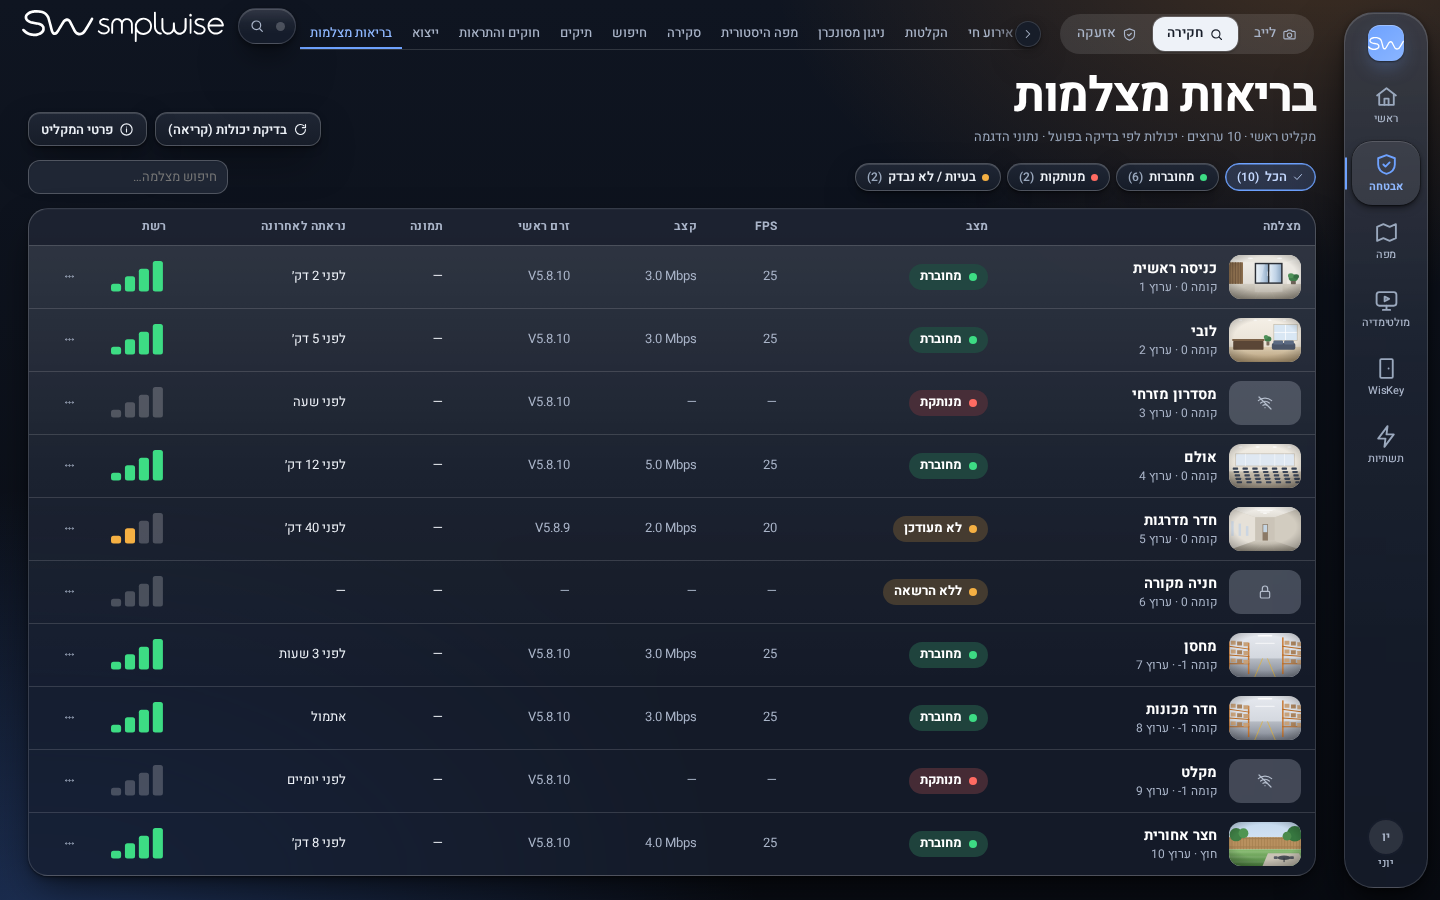 smplwise
בריאות מצלמות
ייצוא
חוקים והתראות
תיקים
חיפוש
סקירה
מפה היסטורית
ניגון מסונכרן
הקלטות
אירוע חי
אזעקה
חקירה
לייב
SW
ראשי
אבטחה
מפה
מולטימדיה
WisKey
תשתיות
יו
יוני
בריאות מצלמות
מקליט ראשי · 10 ערוצים · יכולות לפי בדיקה בפועל · נתוני הדגמה
בדיקת יכולות (קריאה)
פרטי המקליט
הכל (10)
מחוברות (6)
מנותקות (2)
בעיות / לא נבדק (2)
חיפוש מצלמה...
מצלמה מצב FPS קצב זרם ראשי תמונה נראתה לאחרונה רשת
כניסה ראשית
קומה 0 · ערוץ 1
מחוברת 25 3.0 Mbps V5.8.10 — לפני 2 דק׳
לובי
קומה 0 · ערוץ 2
מחוברת 25 3.0 Mbps V5.8.10 — לפני 5 דק׳
מסדרון מזרחי
קומה 0 · ערוץ 3
מנותקת — — V5.8.10 — לפני שעה
אולם
קומה 0 · ערוץ 4
מחוברת 25 5.0 Mbps V5.8.10 — לפני 12 דק׳
חדר מדרגות
קומה 0 · ערוץ 5
לא מעודכן 20 2.0 Mbps V5.8.9 — לפני 40 דק׳
חניה מקורה
קומה 0 · ערוץ 6
ללא הרשאה — — — — —
מחסן
קומה 1- · ערוץ 7
מחוברת 25 3.0 Mbps V5.8.10 — לפני 3 שעות
חדר מכונות
קומה 1- · ערוץ 8
מחוברת 25 3.0 Mbps V5.8.10 — אתמול
מקלט
קומה 1- · ערוץ 9
מנותקת — — V5.8.10 — לפני יומיים
חצר אחורית
חוץ · ערוץ 10
מחוברת 25 4.0 Mbps V5.8.10 — לפני 8 דק׳